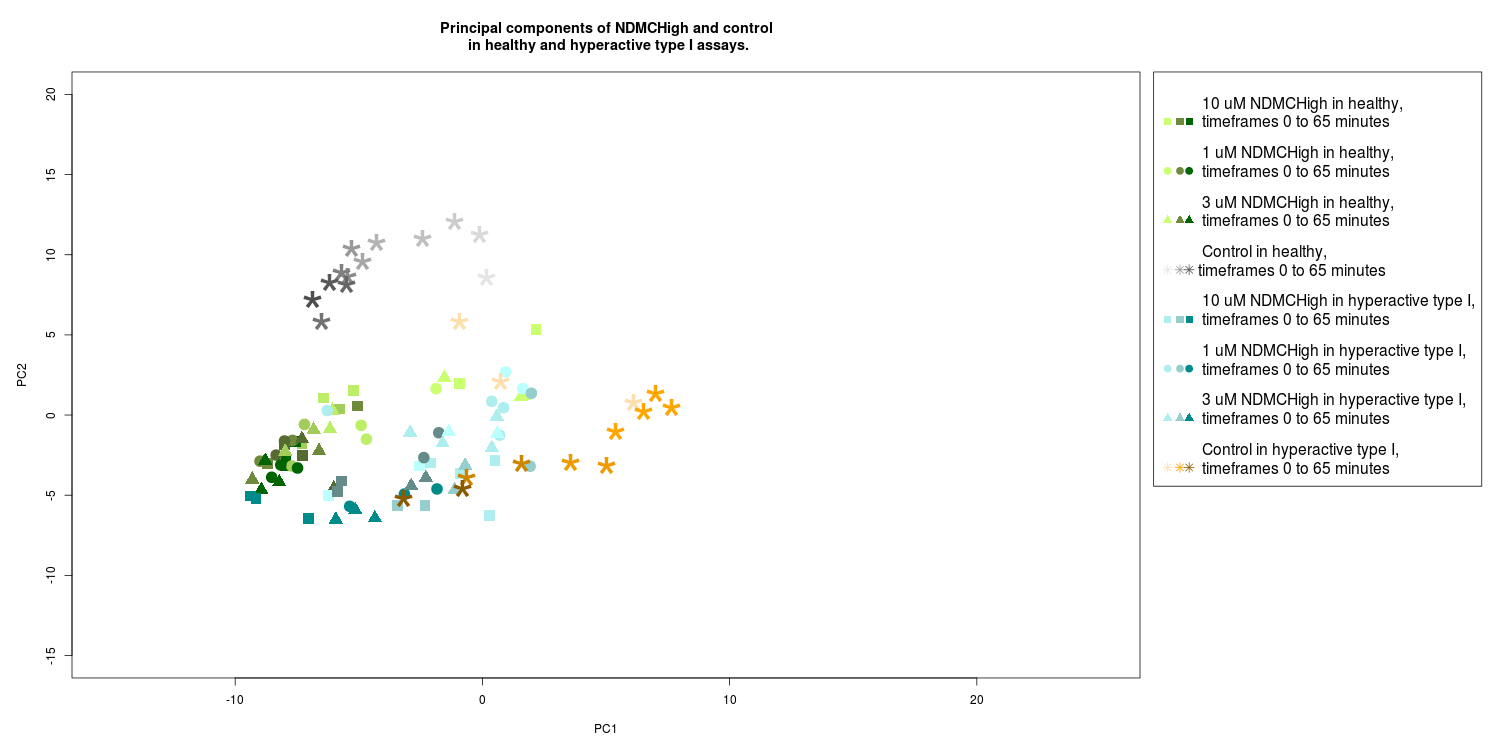 Principal components of NDMCHigh and control
in healthy and hyperactive type I assays.
20
15
10
5
0
-5
-10
-15
PC2
-10
0
10
20
PC1
10 uM NDMCHigh in healthy,
timeframes 0 to 65 minutes
1 uM NDMCHigh in healthy,
timeframes 0 to 65 minutes
3 uM NDMCHigh in healthy,
timeframes 0 to 65 minutes
Control in healthy,
timeframes 0 to 65 minutes
10 uM NDMCHigh in hyperactive type I,
timeframes 0 to 65 minutes
1 uM NDMCHigh in hyperactive type I,
timeframes 0 to 65 minutes
3 uM NDMCHigh in hyperactive type I,
timeframes 0 to 65 minutes
Control in hyperactive type I,
timeframes 0 to 65 minutes